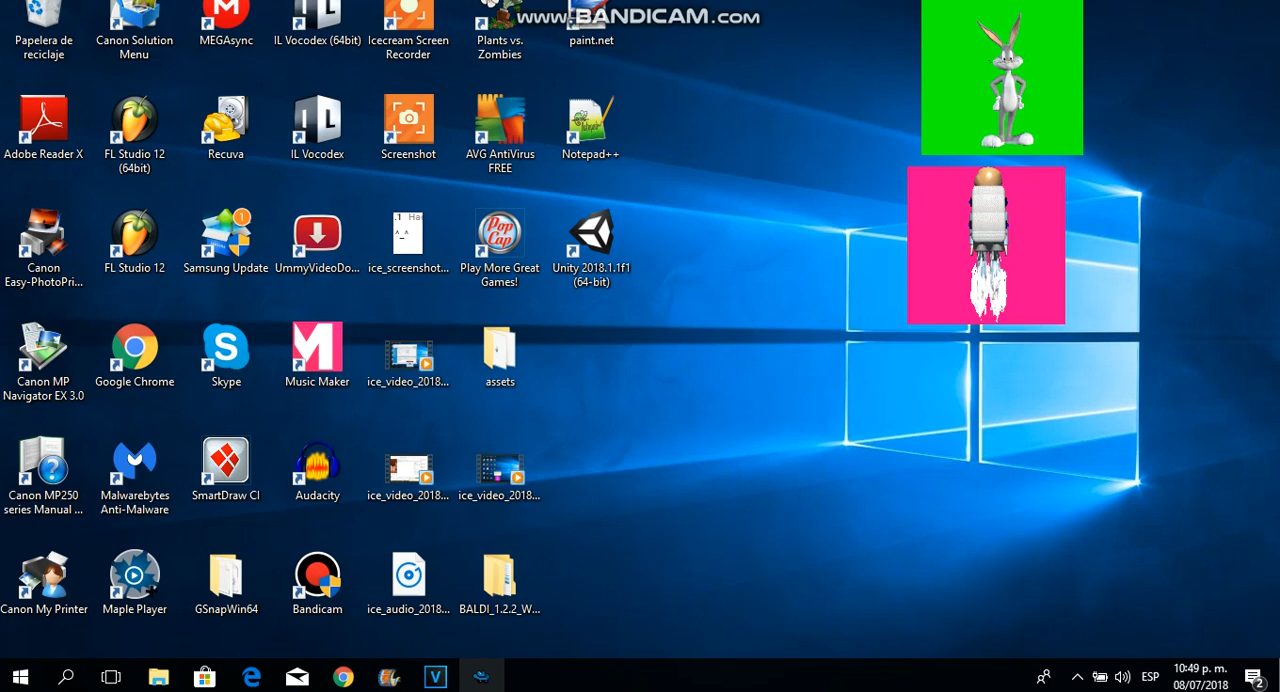 www.BANDICAM.com
Papelera de
reciclaje
Canon Solution
Menu
MEGAsync
IL Vocodex (64bit)
Icecream Screen
Recorder
Plants vs.
Zombies
paint.net
Adobe Reader X
FL Studio 12
(64bit)
Recuva
IL Vocodex
Screenshot
AVG AntiVirus
FREE
Notepad++
Canon
Easy-PhotoPri...
FL Studio 12
1
Samsung Update
UmmyVideoDo...
ice_screenshot...
Pop
Cap
Play More Great
Games!
Unity 2018.1.1f1
(64-bit)
Canon MP
Navigator EX 3.0
Google Chrome
Skype
Music Maker
ice_video_2018...
assets
Canon MP250
series Manual ...
Malwarebytes
Anti-Malware
SmartDraw CI
Audacity
ice_video_2018...
ice_video_2018...
Canon My Printer
Maple Player
GSnapWin64
Bandicam
ice_audio_2018...
BALDI_1.2.2_W...
ESP
10:49 p. m.
08/07/2018
2